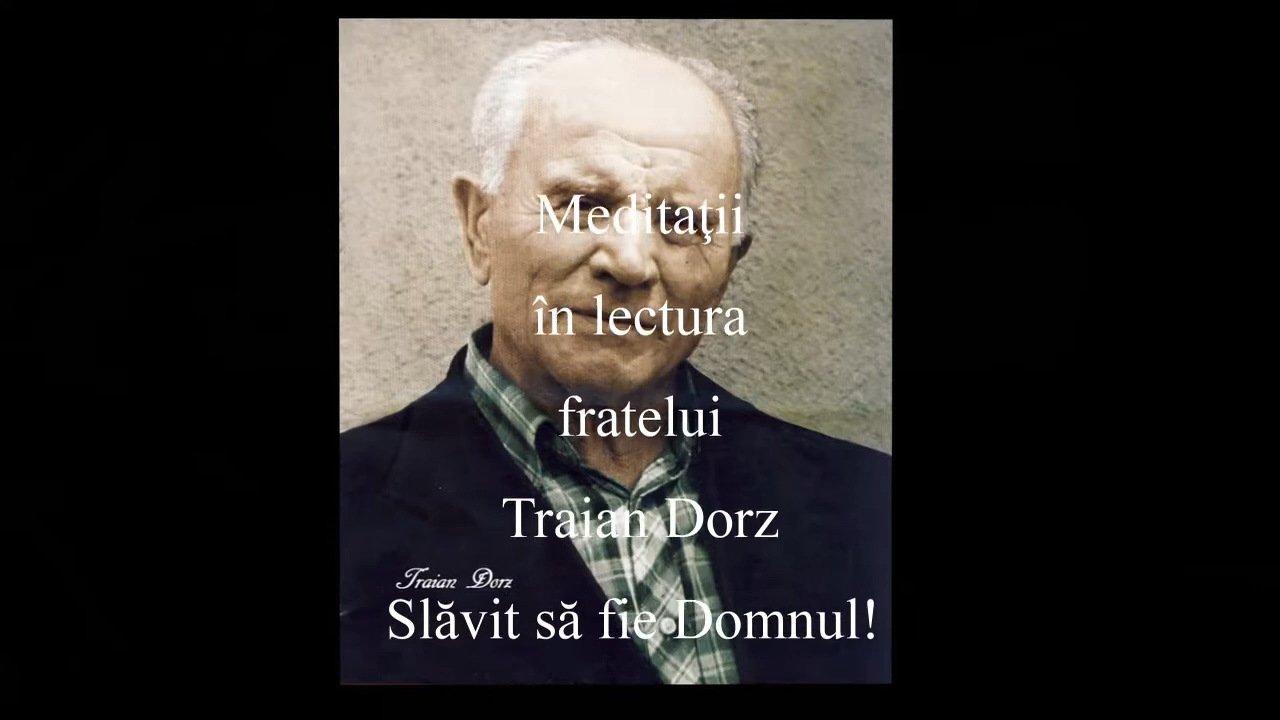 Meditaţii
în lectura
fratelui
Traian Dorz
Traian Dorz
Slăvit să fie Domnul!